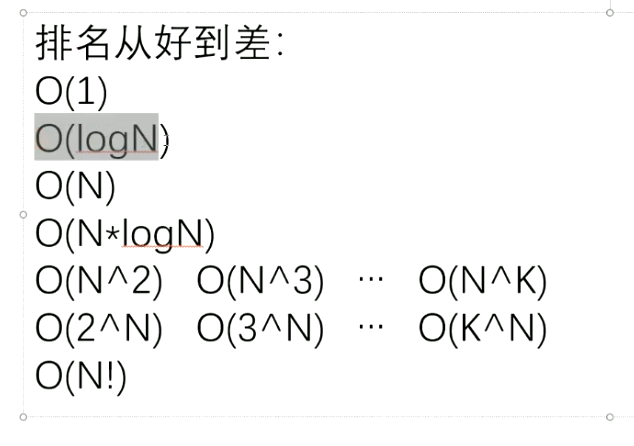 排名从好到差：
O(1)
O(logN)
O(N)
O(N*logN)
O(N^2) O(N^3) ··· O(N^K)
O(2^N) O(3^N) ··· O(K^N)
O(N!)